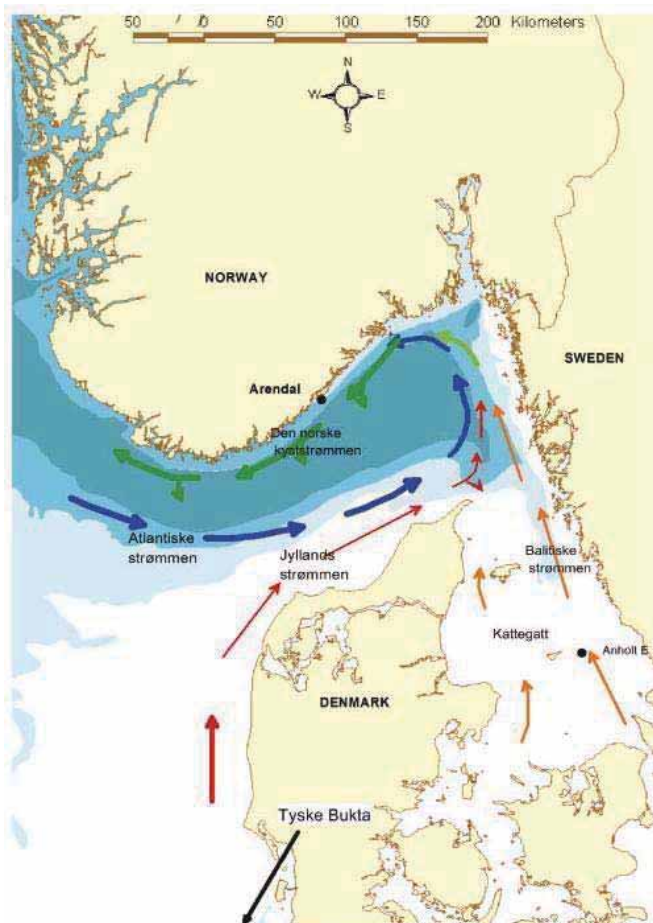 50 /0 50 100 200 Kilometers
N
W E
S
NORWAY
SWEDEN
Arendal
Den norske
kyststrømmen
Atlantiske
strømmen
Jyllands
strømmen
Baltiske
strømmen
Kattegatt
Anholt E
DENMARK
Tyske Bukta